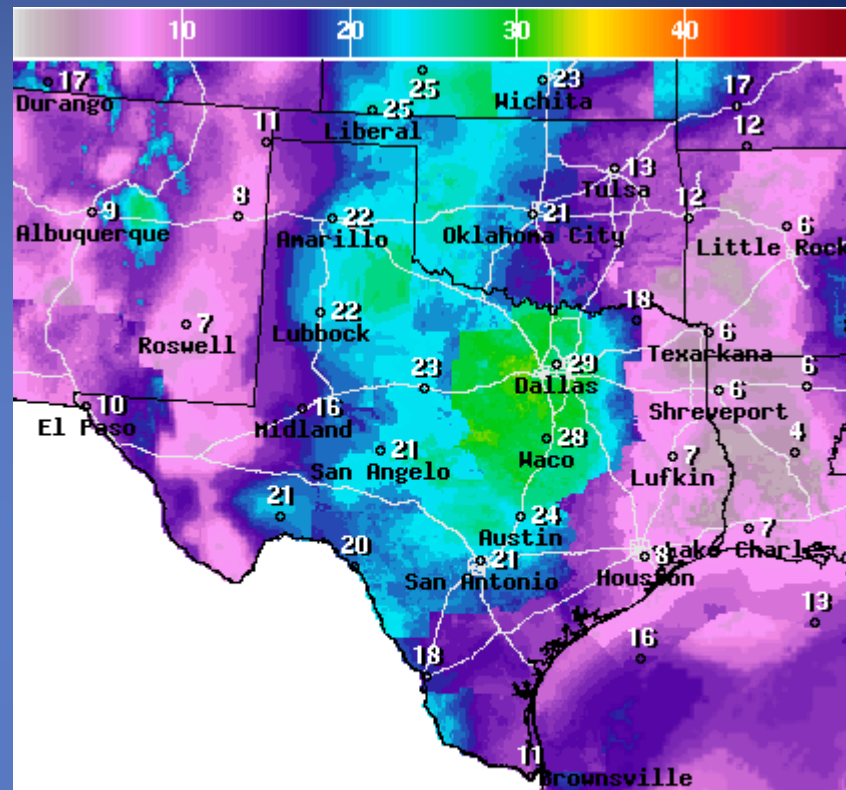 10 20 30 40
17 25 23 17
Durango Wichita
25
Liberal
11 12
13
Tulsa
9 8 22 21 12 6
Albuquerque Amarillo Oklahoma City Little Rock
7 22 18 6
Roswell Lubbock Texarkana
29
23 Dallas 6 6
Shreveport
10 16
El Paso Midland
21 28 7 4
San Angelo Waco Lufkin
21 24 7
Austin
20 21 8 Lake Charles
San Antonio Houston
13
16
18
11
Brownsville